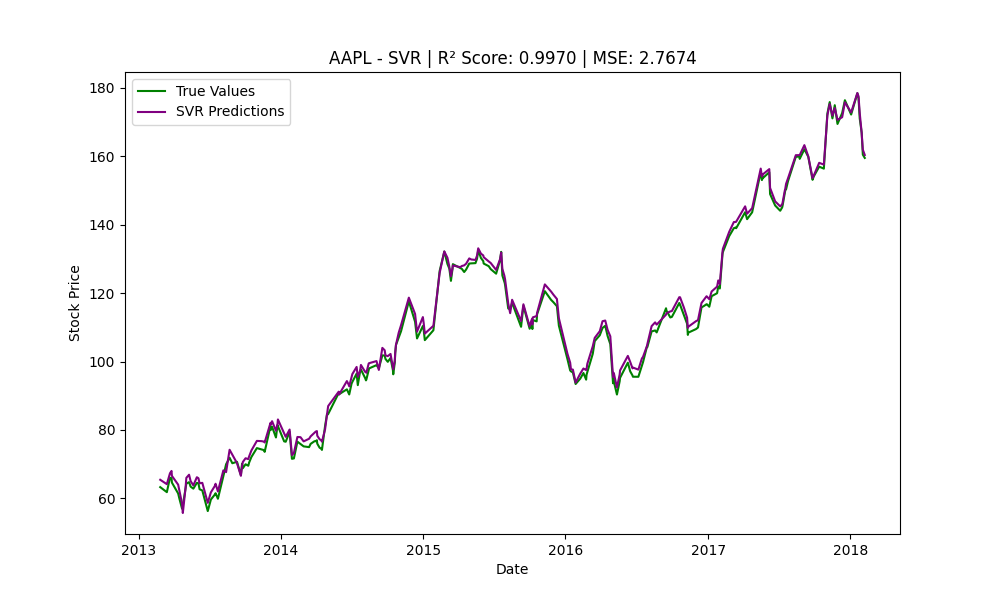 AAPL - SVR | R² Score: 0.9970 | MSE: 2.7674
True Values
SVR Predictions
180
160
140
120
100
80
60
Stock Price
2013 2014 2015 2016 2017 2018
Date